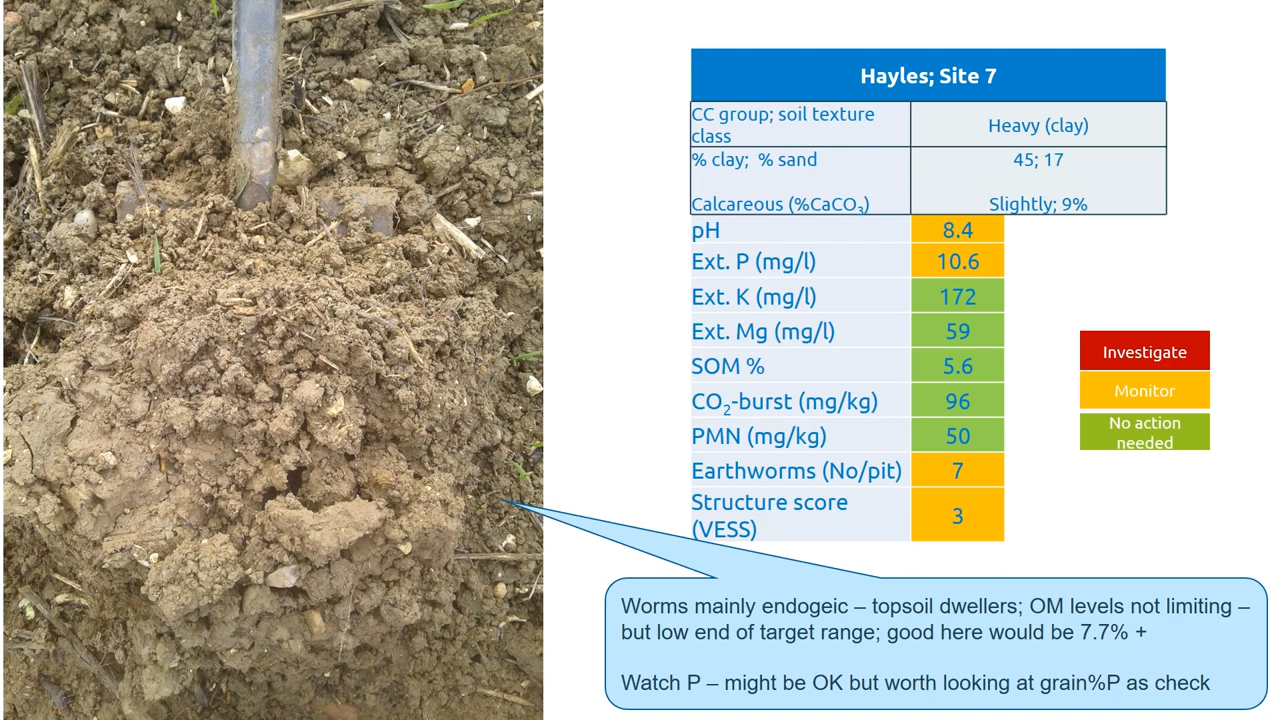 Hayles; Site 7
CC group; soil texture
class
Heavy (clay)
% clay;  % sand
45; 17
Calcareous (%CaCO₃)
Slightly; 9%
pH
8.4
Ext. P (mg/l)
10.6
Ext. K (mg/l)
172
Ext. Mg (mg/l)
59
SOM %
5.6
CO₂-burst (mg/kg)
96
PMN (mg/kg)
50
Earthworms (No/pit)
7
Structure score
(VESS)
3
Investigate
Monitor
No action
needed
Worms mainly endogeic – topsoil dwellers; OM levels not limiting –
but low end of target range; good here would be 7.7% +
Watch P – might be OK but worth looking at grain%P as check